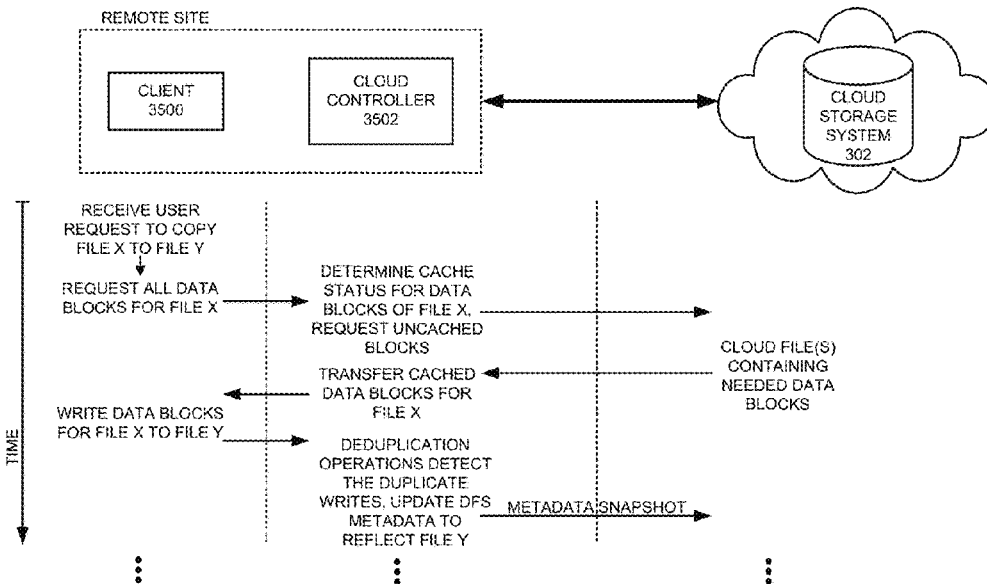 REMOTE SITE
CLIENT
3500
CLOUD
CONTROLLER
3502
CLOUD
STORAGE
SYSTEM
302
TIME
RECEIVE USER
REQUEST TO COPY
FILE X TO FILE Y
REQUEST ALL DATA
BLOCKS FOR FILE X
DETERMINE CACHE
STATUS FOR DATA
BLOCKS OF FILE X,
REQUEST UNCACHED
BLOCKS
CLOUD FILE(S)
CONTAINING
NEEDED DATA
BLOCKS
TRANSFER CACHED
DATA BLOCKS FOR
FILE X
WRITE DATA BLOCKS
FOR FILE X TO FILE Y
DEDUPLICATION
OPERATIONS DETECT
THE DUPLICATE
WRITES, UPDATE DFS
METADATA TO
REFLECT FILE Y
METADATA SNAPSHOT